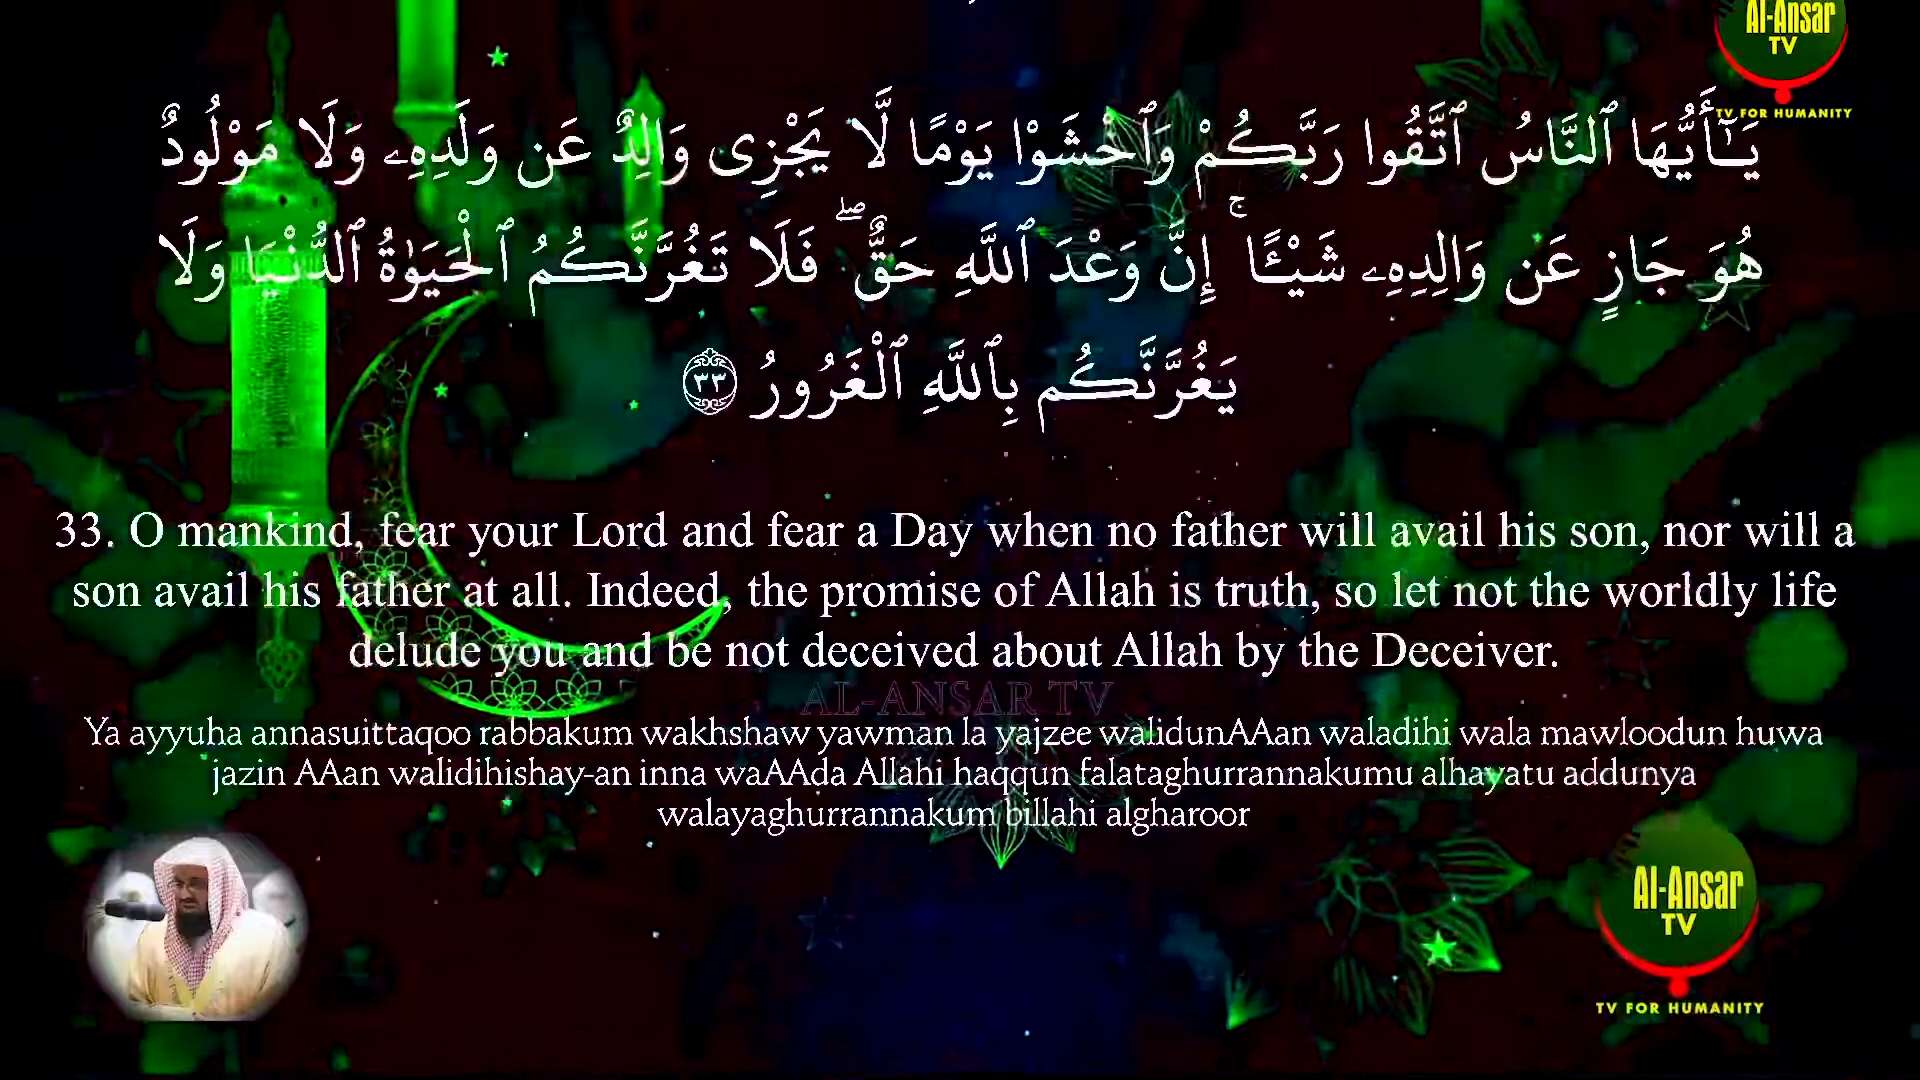 Al-Ansar
TV
TV FOR HUMANITY
يَـٰٓأَيُّهَا ٱلنَّاسُ ٱتَّقُوا رَبَّكُمْ وَٱخْشَوْا يَوْمًا لَّا يَجْزِى وَالِدٌ عَن وَلَدِهِۦ وَلَا مَوْلُودٌ
هُوَ جَازٍ عَن وَالِدِهِۦ شَيْـًٔا ۚ إِنَّ وَعْدَ ٱللَّهِ حَقٌّ ۖ فَلَا تَغُرَّنَّكُمُ ٱلْحَيَوٰةُ ٱلدُّنْيَا وَلَا
يَغُرَّنَّكُم بِٱللَّهِ ٱلْغَرُورُ ٣٣
33. O mankind, fear your Lord and fear a Day when no father will avail his son, nor will a
son avail his father at all. Indeed, the promise of Allah is truth, so let not the worldly life
delude you and be not deceived about Allah by the Deceiver.
AL-ANSAR TV
Ya ayyuha annasuittaqoo rabbakum wakhshaw yawman la yajzee walidunAAan waladihi wala mawloodun huwa
jazin AAan walidihishay-an inna waAAda Allahi haqqun falataghurrannakumu alhayatu addunya
walayaghurrannakum billahi algharoor
Al-Ansar
TV
TV FOR HUMANITY